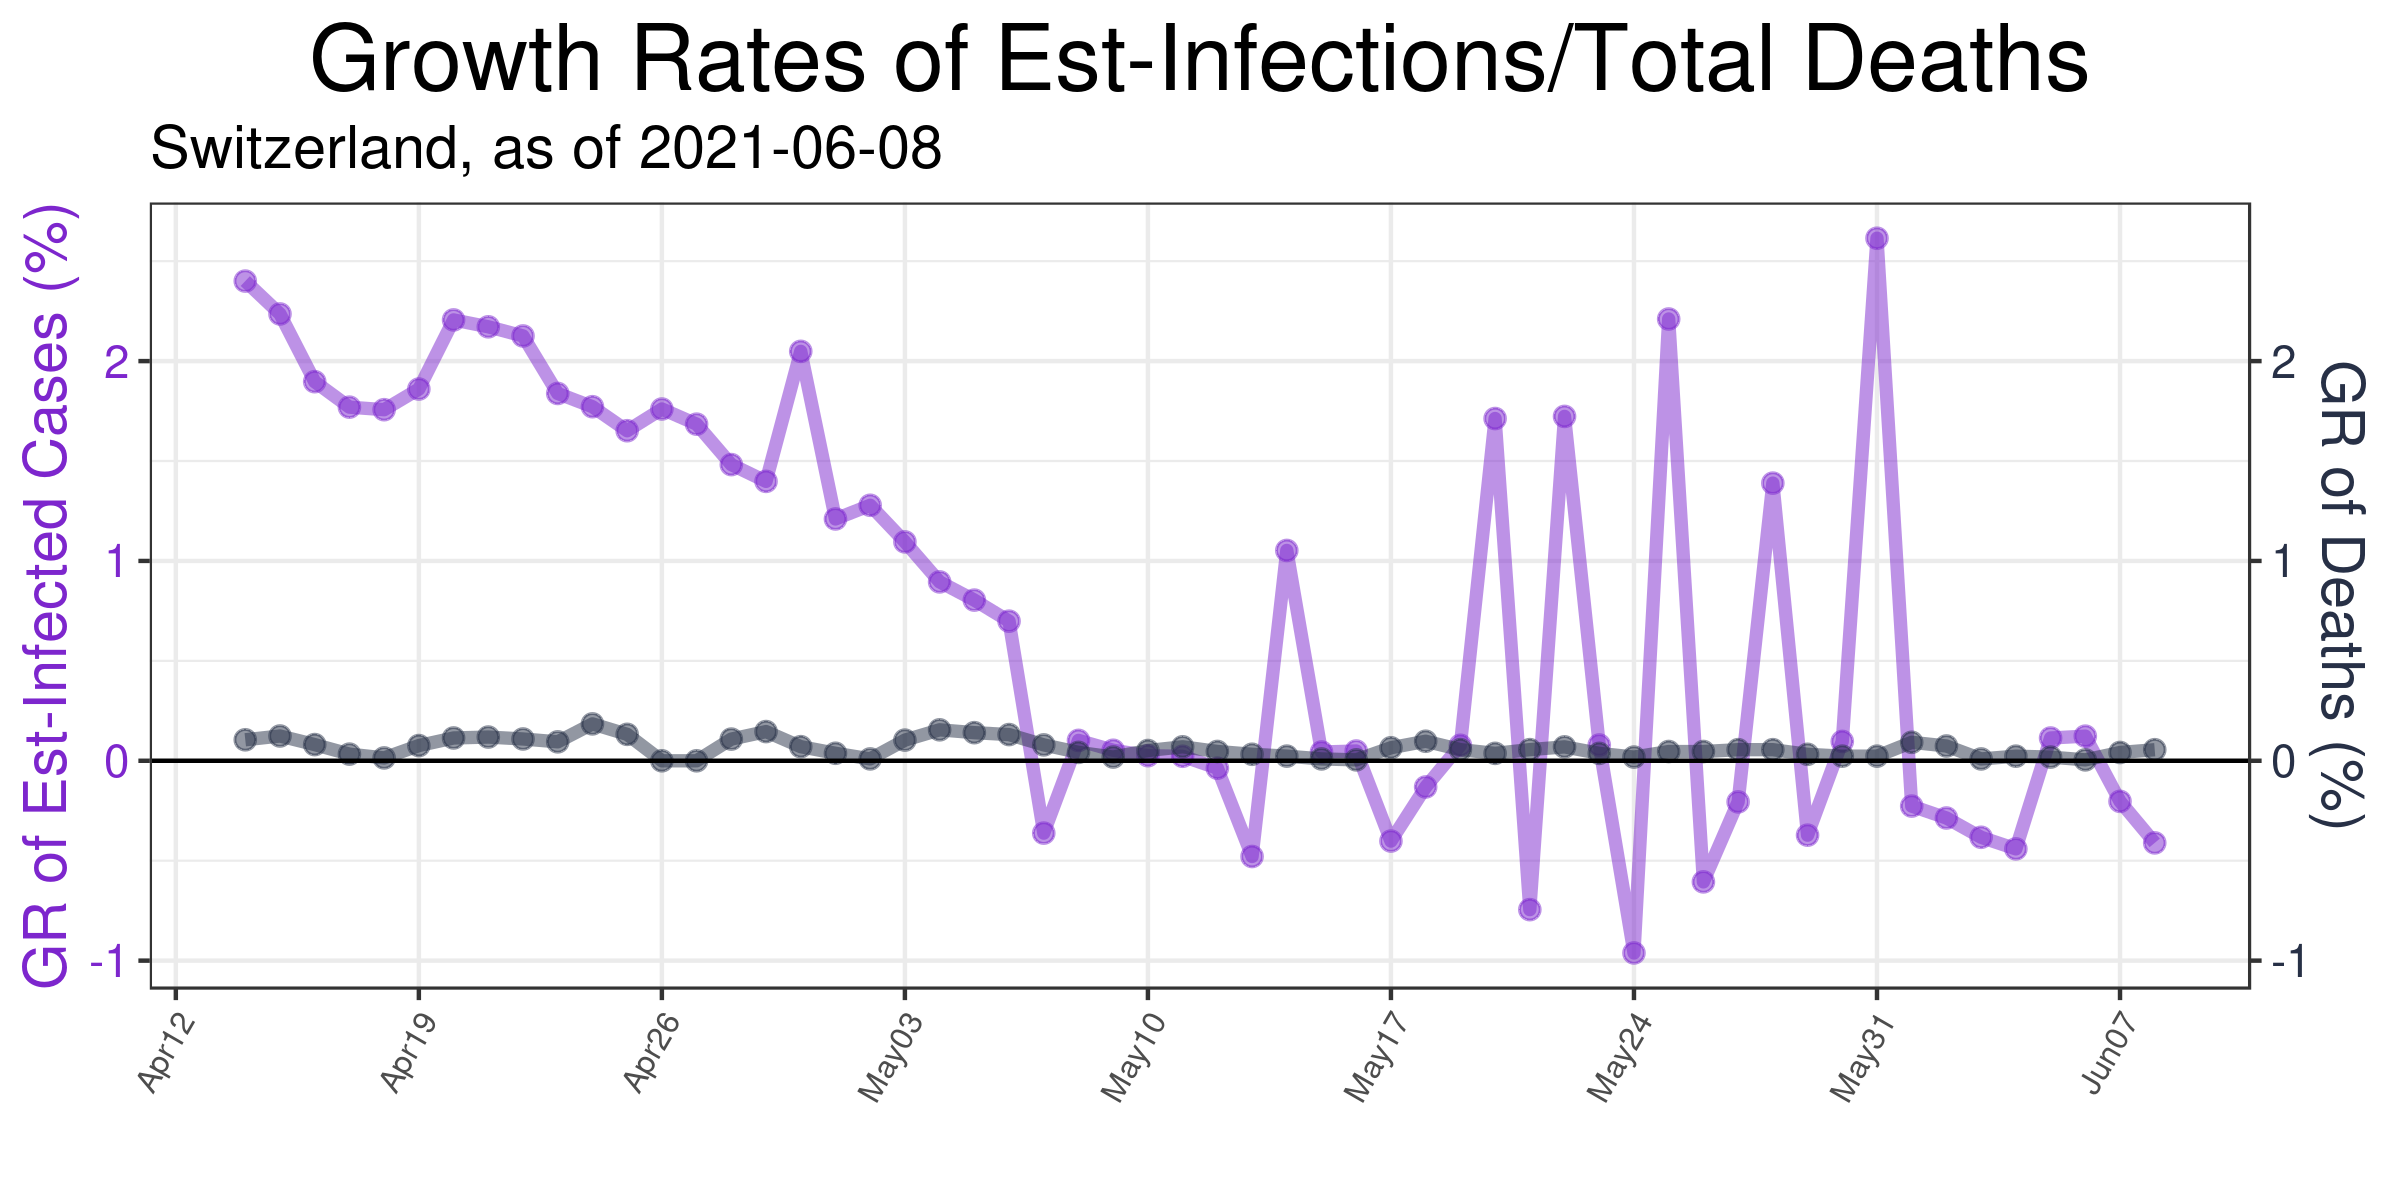 Growth Rates of Est-Infections/Total Deaths
Switzerland, as of 2021-06-08
GR of Est-Infected Cases (%)
2
1
0
-1
2
1
0
-1
GR of Deaths (%)
Apr12
Apr19
Apr26
May03
May10
May17
May24
May31
Jun07